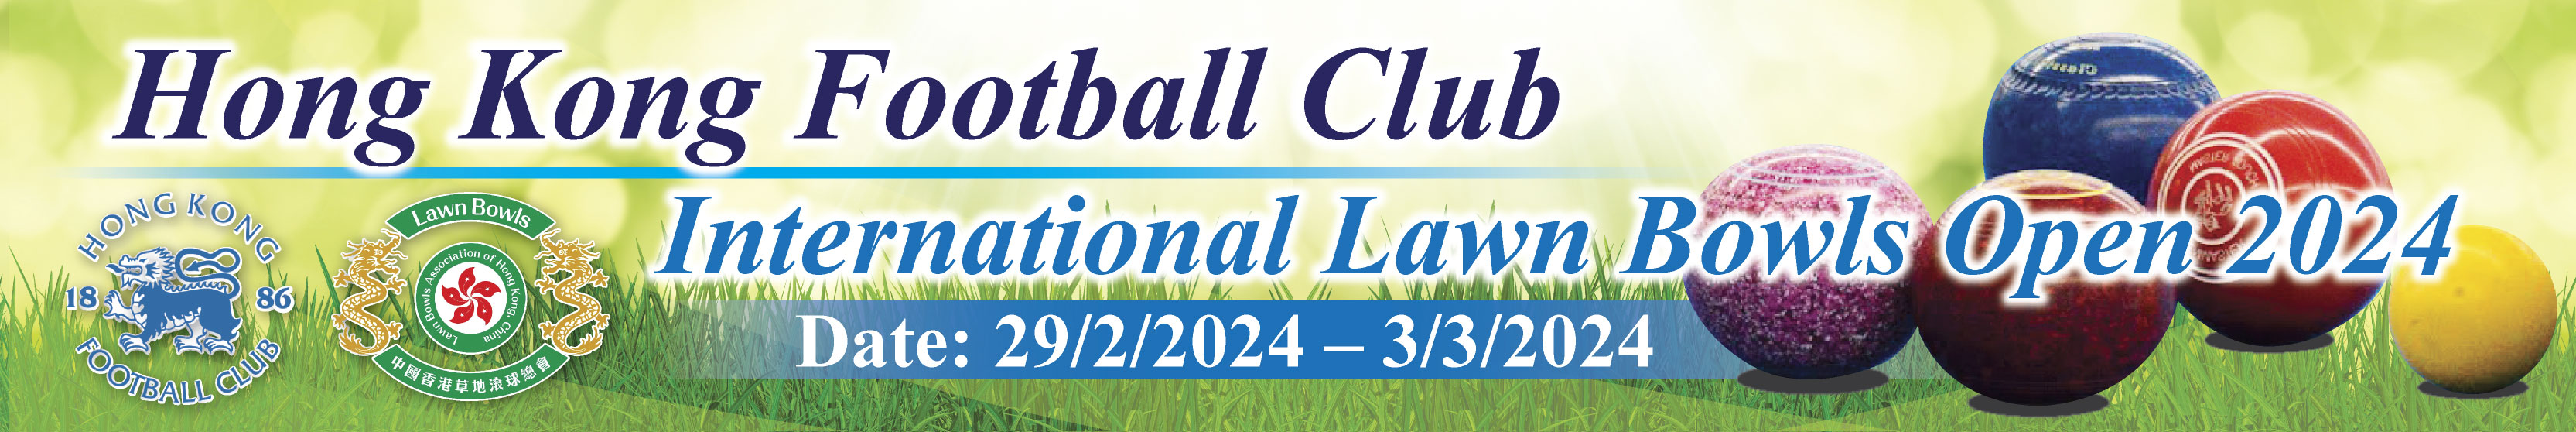 Hong Kong Football Club
International Lawn Bowls Open 2024
Date: 29/2/2024 – 3/3/2024
HONG KONG
18 86
FOOTBALL CLUB
Lawn Bowls
Lawn Bowls Association of Hong Kong, China
中國香港草地滾球總會
Classic
MASTER